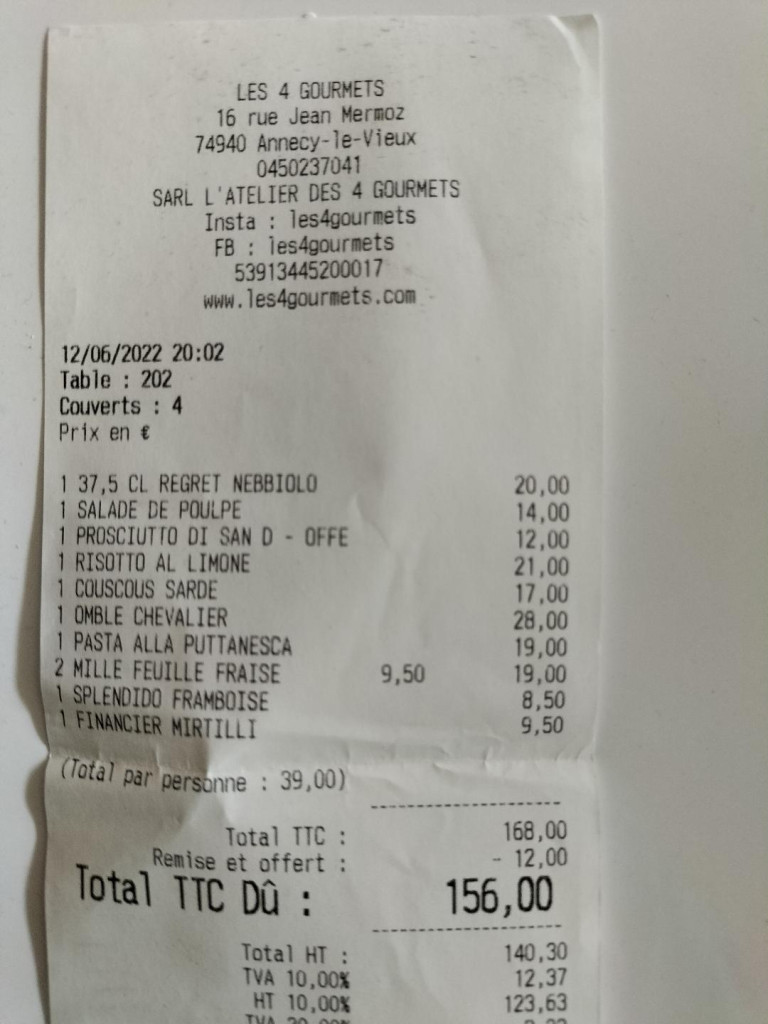 LES 4 GOURMETS
16 rue Jean Mermoz
74940 Annecy-le-Vieux
0450237041
SARL L'ATELIER DES 4 GOURMETS
Insta : les4gourmets
FB : les4gourmets
53913445200017
www.les4gourmets.com
12/06/2022 20:02
Table : 202
Couverts : 4
Prix en €
1 37,5 CL REGRET NEBBIOLO 20,00
1 SALADE DE POULPE 14,00
1 PROSCIUTTO DI SAN D - OFFE 12,00
1 RISOTTO AL LIMONE 21,00
1 COUSCOUS SARDE 17,00
1 OMBLE CHEVALIER 28,00
1 PASTA ALLA PUTTANESCA 19,00
2 MILLE FEUILLE FRAISE 9,50 19,00
1 SPLENDIDO FRAMBOISE 8,50
1 FINANCIER MIRTILLI 9,50
(Total par personne : 39,00)
Total TTC : 168,00
Remise et offert : - 12,00
Total TTC Dû : 156,00
Total HT : 140,30
TVA 10,00% 12,37
HT 10,00% 123,63